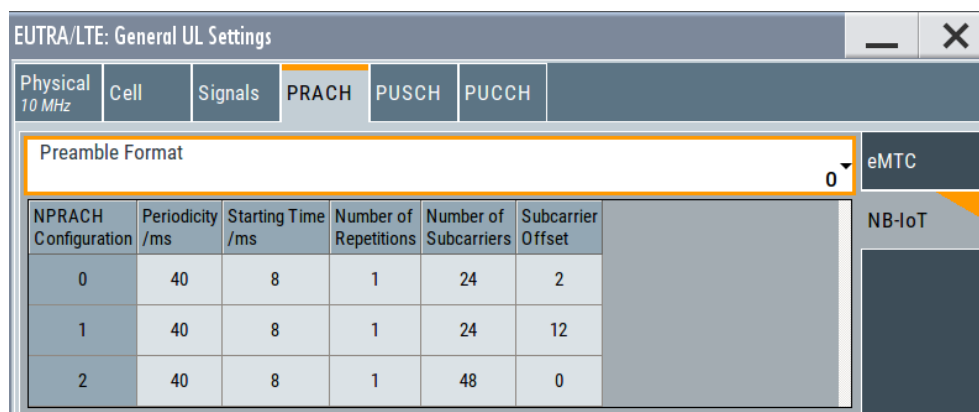 EUTRA/LTE: General UL Settings
Physical
10 MHz
Cell
Signals
PRACH
PUSCH
PUCCH
Preamble Format
0
eMTC
NB-IoT
NPRACH Configuration Periodicity /ms Starting Time /ms Number of Repetitions Number of Subcarriers Subcarrier Offset
0 40 8 1 24 2
1 40 8 1 24 12
2 40 8 1 48 0